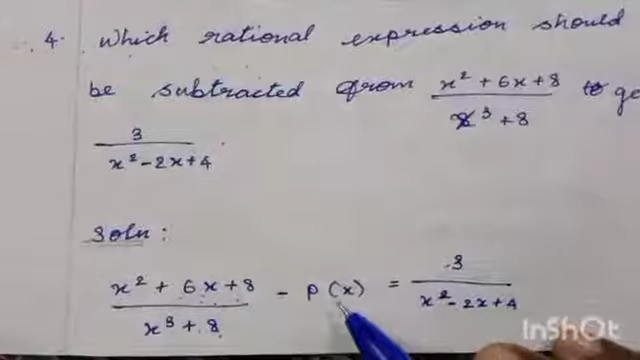 4. Which rational expression should
be subtracted from (x² + 6x + 8)/(x³ + 8) to ge
3/(x² - 2x + 4)
Soln:
(x² + 6x + 8)/(x³ + 8) - P(x) = 3/(x² - 2x + 4)
InShOt